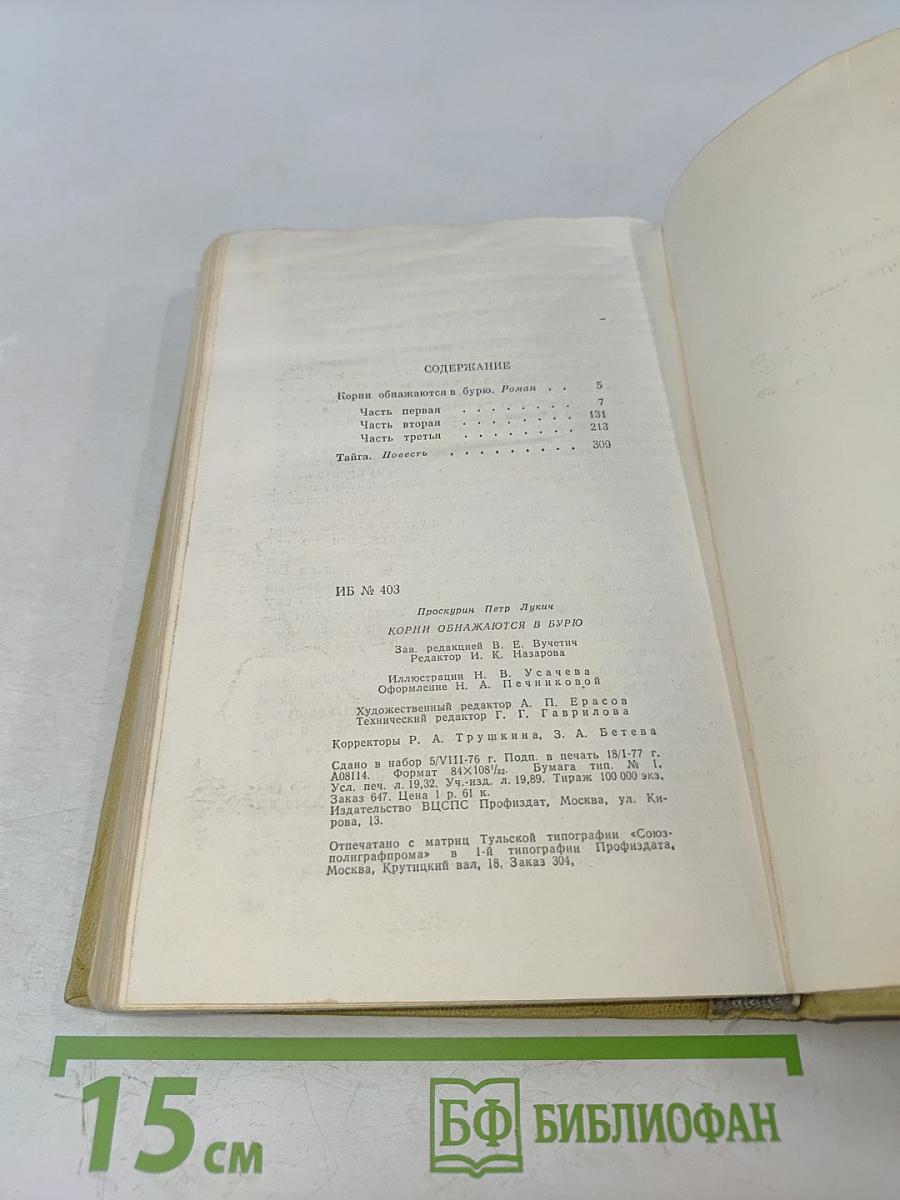 СОДЕРЖАНИЕ
Корни обнажаются в бурю. Роман . . 5
Часть первая . . . . . . . . 7
Часть вторая . . . . . . . . 131
Часть третья . . . . . . . . 213
Тайга. Повесть . . . . . . . . . 309
ИБ № 403
Проскурин Петр Лукич
КОРНИ ОБНАЖАЮТСЯ В БУРЮ
Зав. редакцией В. Е. Вучетич
Редактор И. К. Назарова
Иллюстрации Н. В. Усачева
Оформление Н. А. Печниковой
Художественный редактор А. П. Ерасов
Технический редактор Г. Г. Гаврилова
Корректоры Р. А. Трушкина, З. А. Бетева
Сдано в набор 5/VIII-76 г. Подп. в печать 18/I-77 г.
А08114. Формат 84×108¹/₃₂. Бумага тип. № 1.
Усл. печ. л. 19,32. Уч.-изд. л. 19,89. Тираж 100 000 экз.
Заказ 647. Цена 1 р. 61 к.
Издательство ВЦСПС Профиздат, Москва, ул. Ки-
рова, 13.
Отпечатано с матриц Тульской типографии «Союз-
полиграфпрома» в 1-й типографии Профиздата,
Москва, Крутицкий вал, 18. Заказ 304.
15 см
БФ БИБЛИОФАН